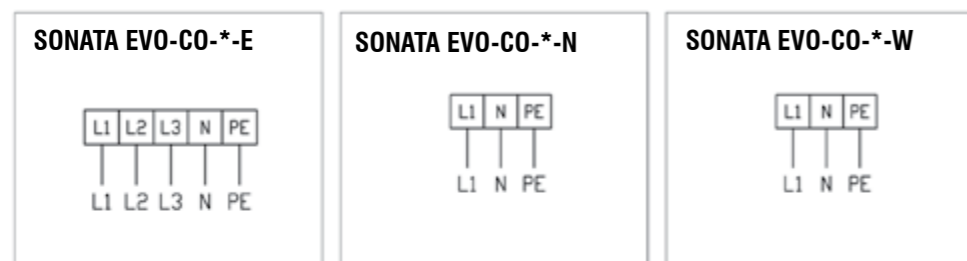 SONATA EVO-CO-*-E
L1 L2 L3 N PE
L1 L2 L3 N PE
SONATA EVO-CO-*-N
L1 N PE
L1 N PE
SONATA EVO-CO-*-W
L1 N PE
L1 N PE